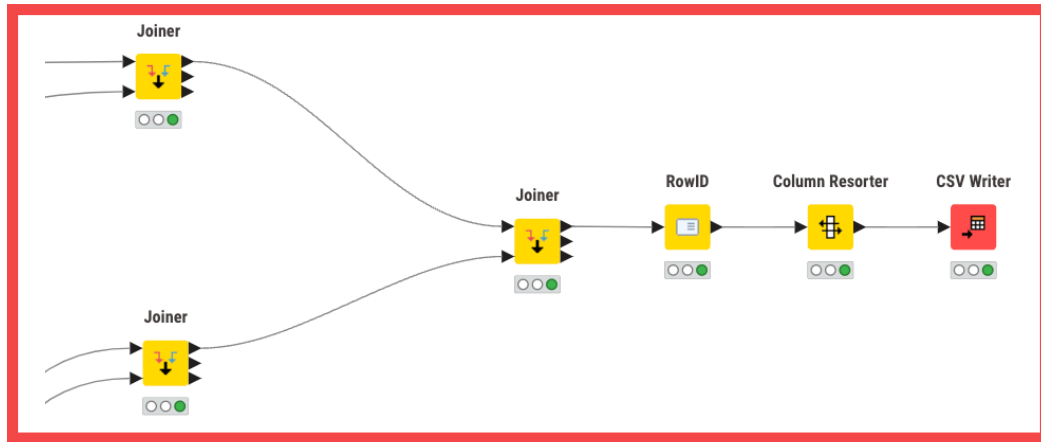 Joiner
Joiner
RowID
Column Resorter
CSV Writer
Joiner